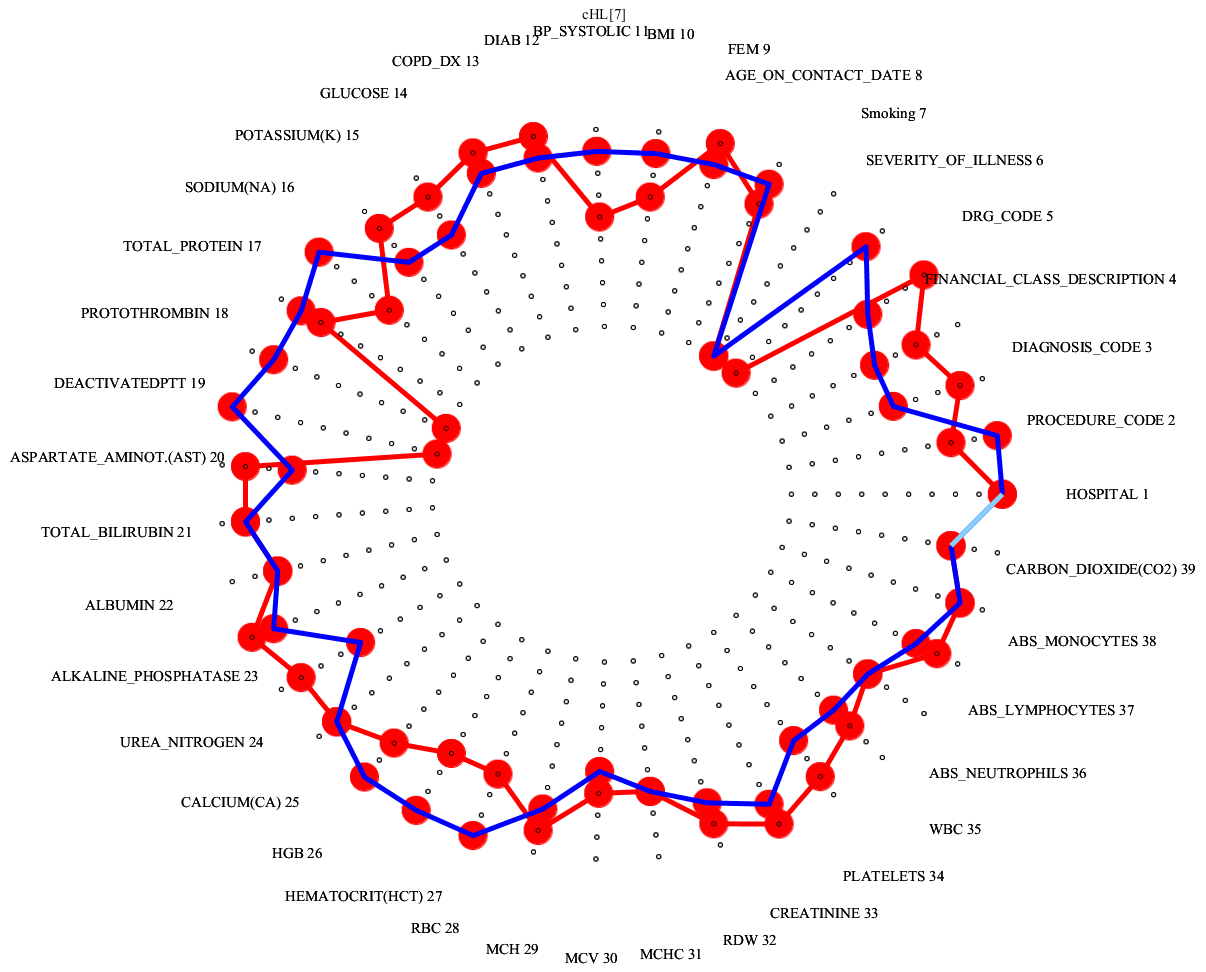 cHL[7]
BP_SYSTOLIC 11
BMI 10
DIAB 12
FEM 9
COPD_DX 13
AGE_ON_CONTACT_DATE 8
GLUCOSE 14
Smoking 7
POTASSIUM(K) 15
SEVERITY_OF_ILLNESS 6
SODIUM(NA) 16
DRG_CODE 5
TOTAL_PROTEIN 17
FINANCIAL_CLASS_DESCRIPTION 4
PROTOTHROMBIN 18
DIAGNOSIS_CODE 3
DEACTIVATEDPTT 19
PROCEDURE_CODE 2
ASPARTATE_AMINOT.(AST) 20
HOSPITAL 1
TOTAL_BILIRUBIN 21
CARBON_DIOXIDE(CO2) 39
ALBUMIN 22
ABS_MONOCYTES 38
ALKALINE_PHOSPHATASE 23
ABS_LYMPHOCYTES 37
UREA_NITROGEN 24
ABS_NEUTROPHILS 36
CALCIUM(CA) 25
WBC 35
HGB 26
PLATELETS 34
HEMATOCRIT(HCT) 27
CREATININE 33
RBC 28
RDW 32
MCH 29
MCHC 31
MCV 30